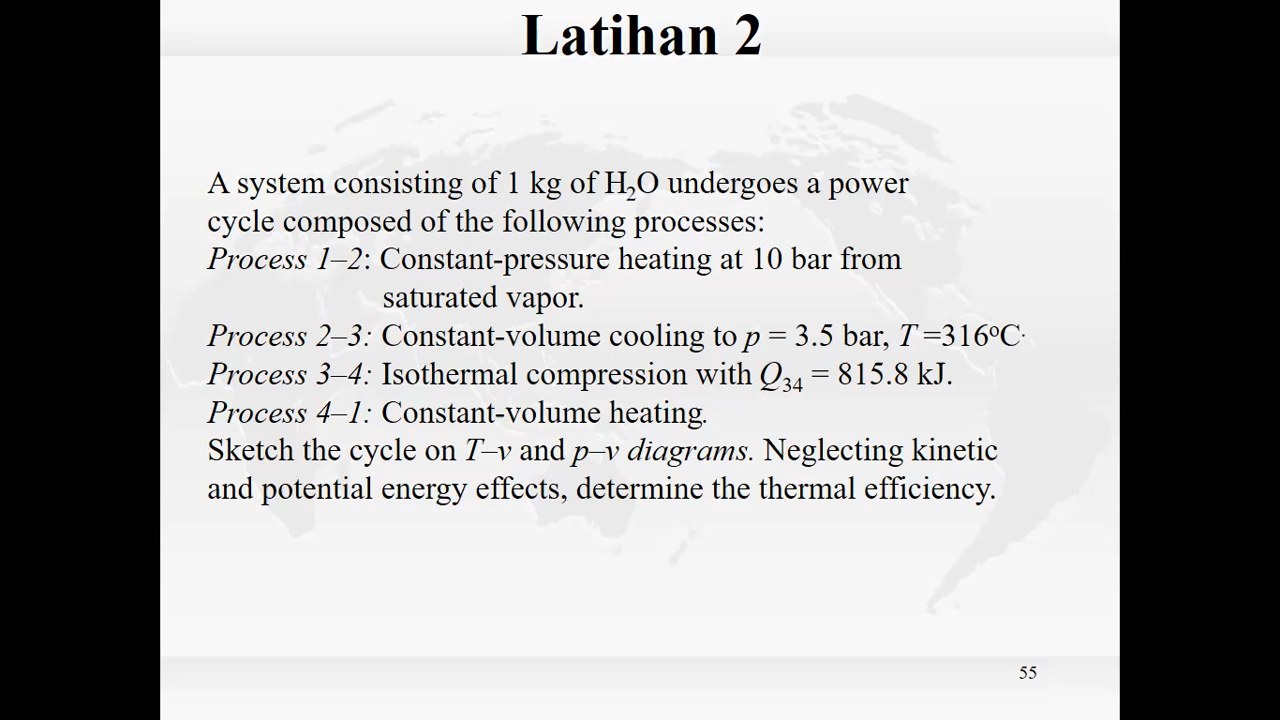 Latihan 2
A system consisting of 1 kg of H₂O undergoes a power
cycle composed of the following processes:
Process 1–2: Constant-pressure heating at 10 bar from
saturated vapor.
Process 2–3: Constant-volume cooling to p = 3.5 bar, T =316ºC.
Process 3–4: Isothermal compression with Q₃₄ = 815.8 kJ.
Process 4–1: Constant-volume heating.
Sketch the cycle on T–v and p–v diagrams. Neglecting kinetic
and potential energy effects, determine the thermal efficiency.
55